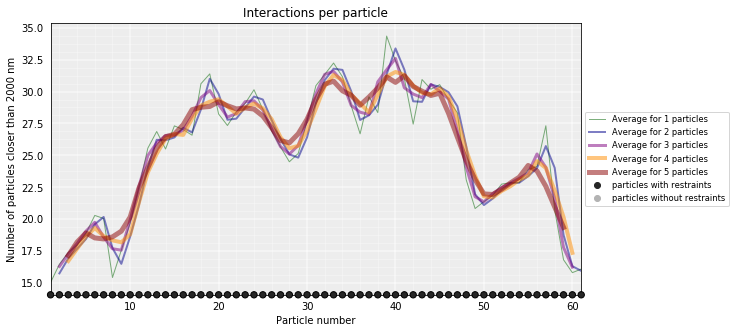 Interactions per particle
Number of particles closer than 2000 nm
35.0
32.5
30.0
27.5
25.0
22.5
20.0
17.5
15.0
10
20
30
40
50
60
Particle number
Average for 1 particles
Average for 2 particles
Average for 3 particles
Average for 4 particles
Average for 5 particles
particles with restraints
particles without restraints